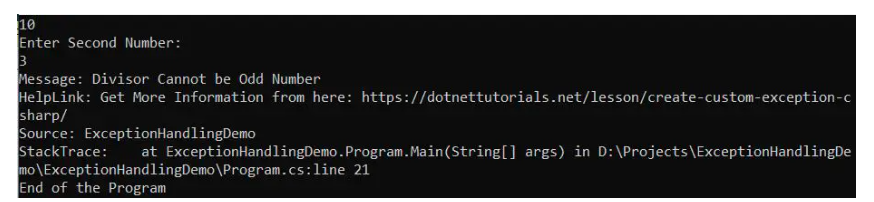 10
Enter Second Number:
3
Message: Divisor Cannot be Odd Number
HelpLink: Get More Information from here: https://dotnettutorials.net/lesson/create-custom-exception-c
sharp/
Source: ExceptionHandlingDemo
StackTrace:    at ExceptionHandlingDemo.Program.Main(String[] args) in D:\Projects\ExceptionHandlingDe
mo\ExceptionHandlingDemo\Program.cs:line 21
End of the Program